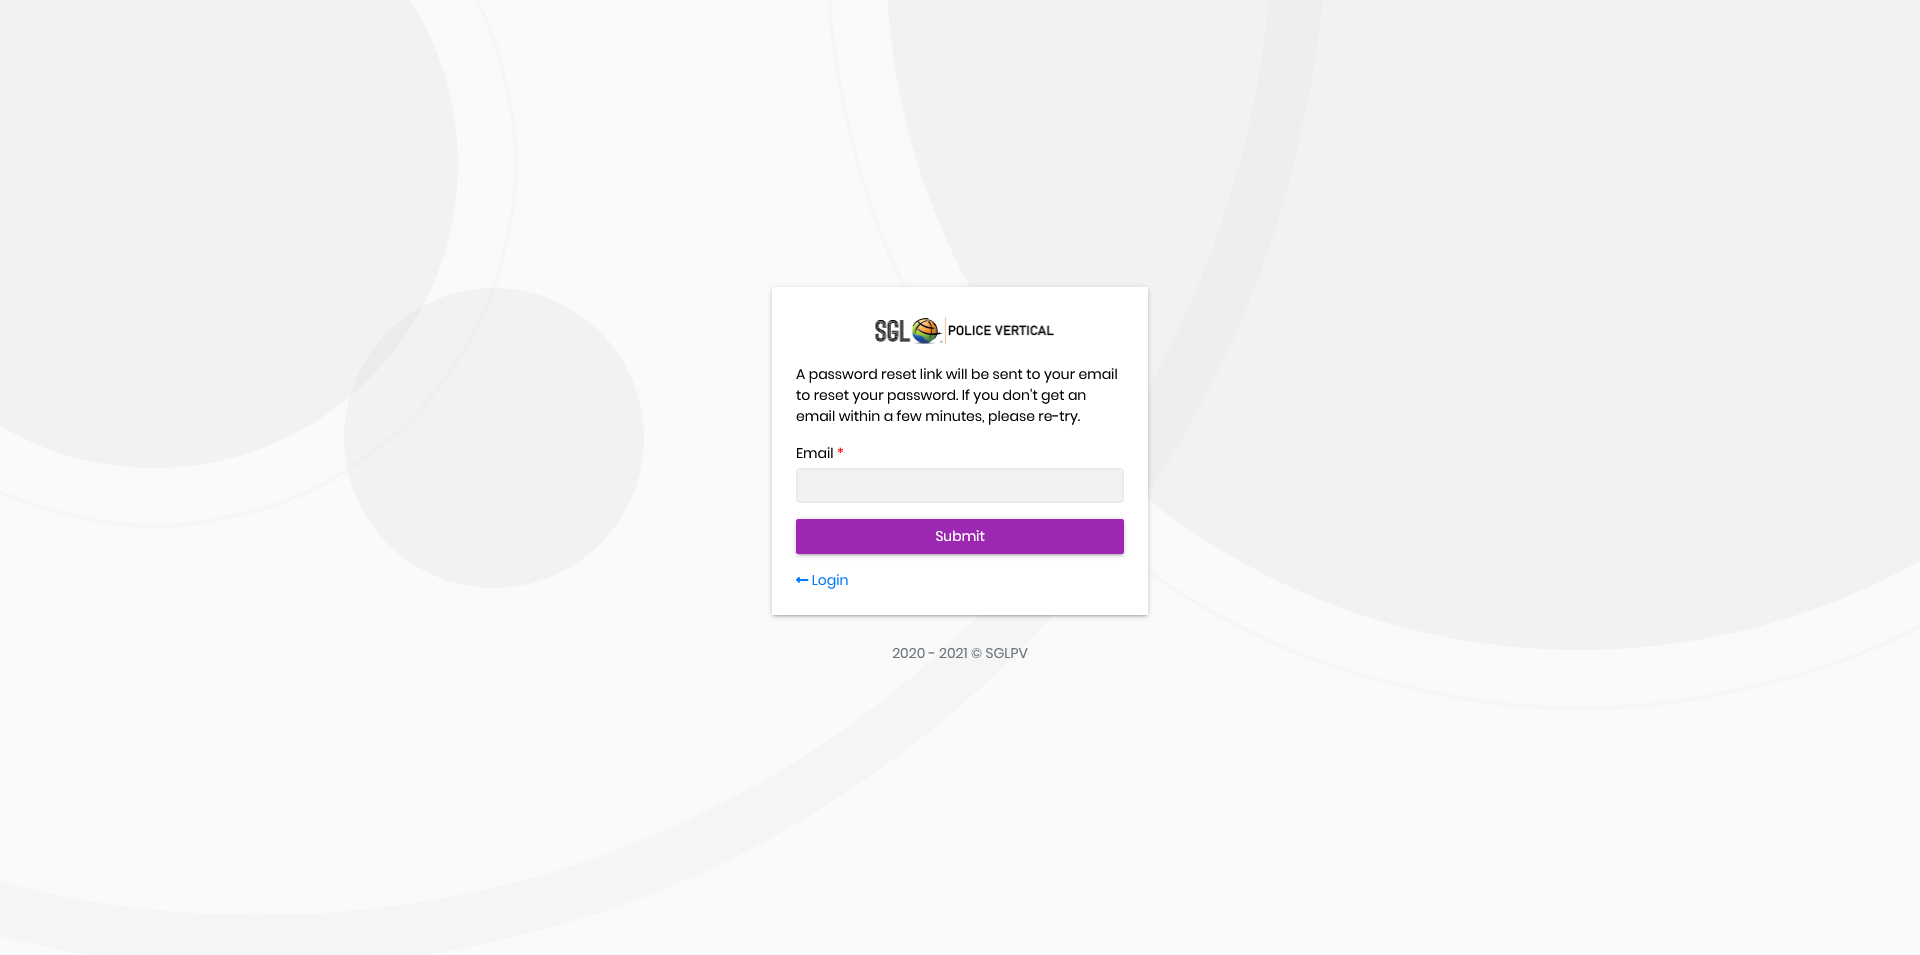 SGL POLICE VERTICAL
A password reset link will be sent to your email
to reset your password. If you don't get an
email within a few minutes, please re-try.
Email *
Submit
Login
2020 - 2021 © SGLPV